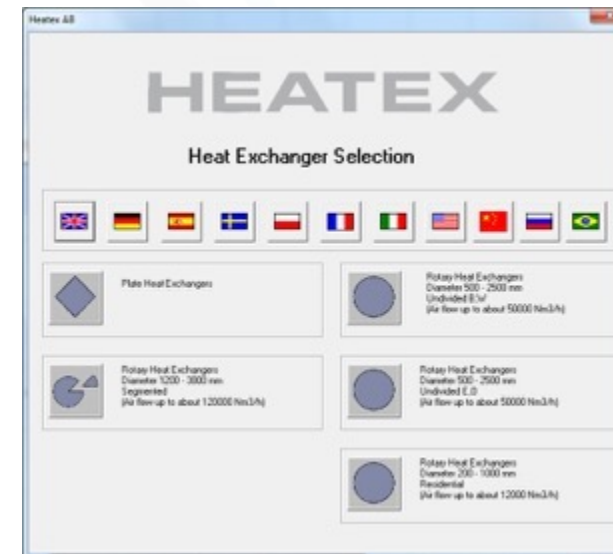 Heatex AB
HEATEX
Heat Exchanger Selection
Plate Heat Exchangers
Rotary Heat Exchangers
Diameter 500 - 2500 mm
Undivided
(Air flow up to about 50000 Nm3/h)
Rotary Heat Exchangers
Diameter 1200 - 3800 mm
Segmented
(Air flow up to about 120000 Nm3/h)
Rotary Heat Exchangers
Diameter 500 - 2500 mm
Undivided
(Air flow up to about 50000 Nm3/h)
Rotary Heat Exchangers
Diameter 200 - 1000 mm
Residential
(Air flow up to about 12000 Nm3/h)